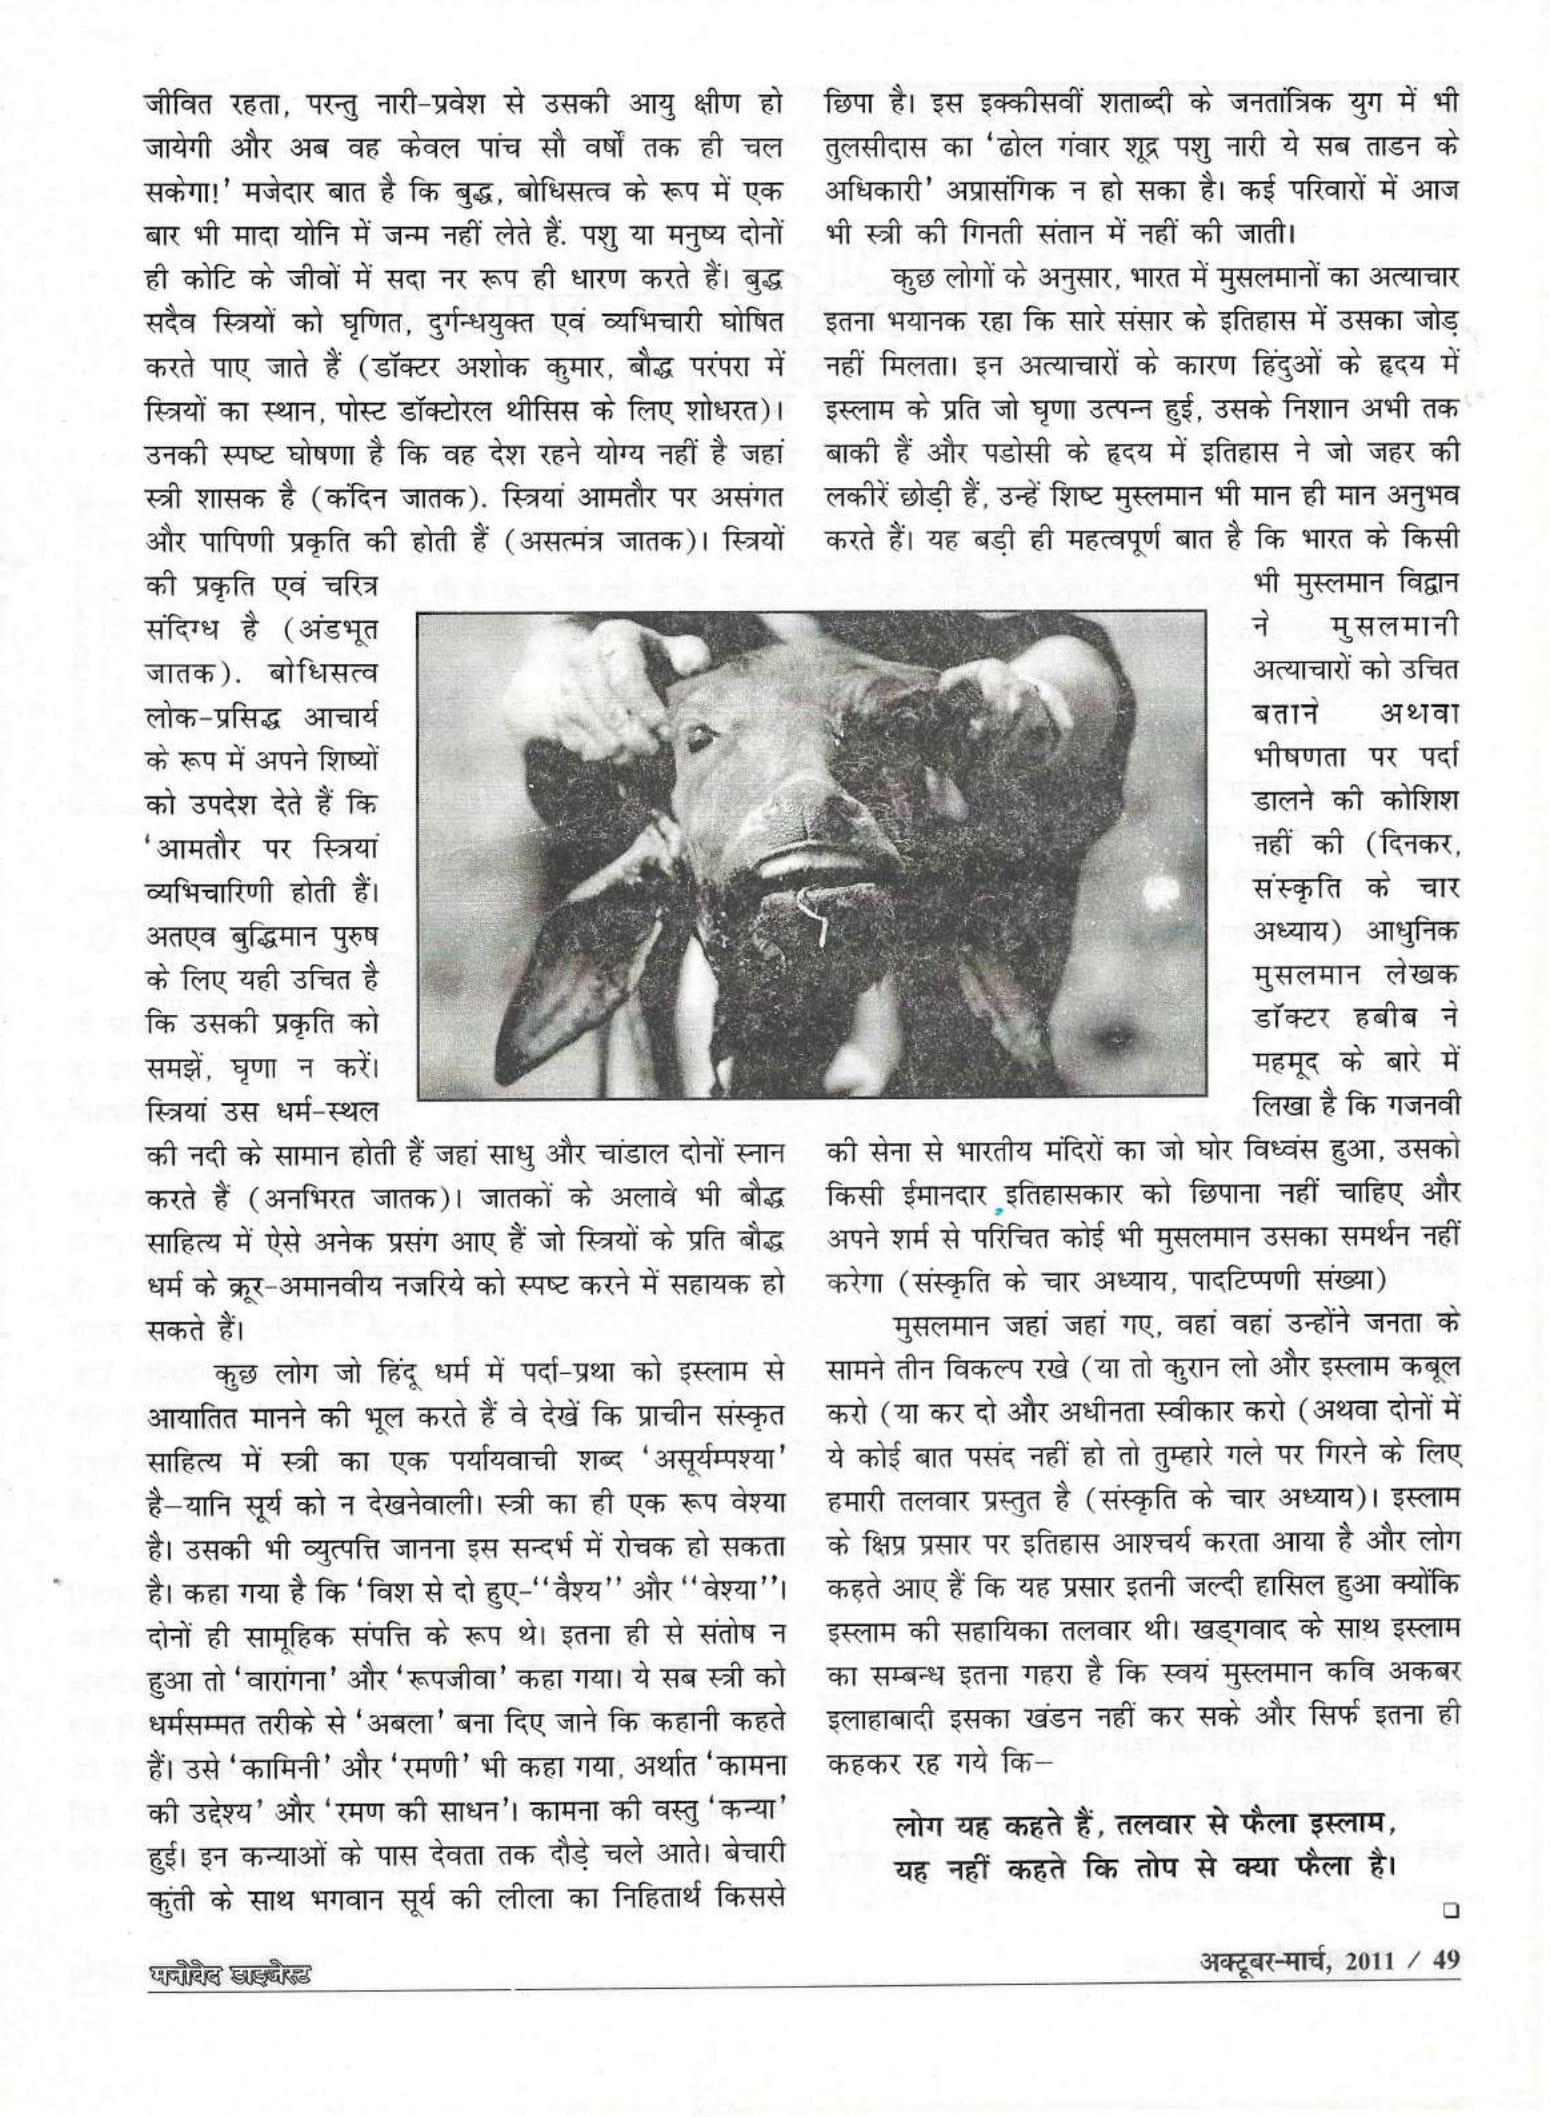 जीवित रहता, परन्तु नारी-प्रवेश से उसकी आयु क्षीण हो
जायेगी और अब वह केवल पांच सौ वर्षों तक ही चल
सकेगा!’ मजेदार बात है कि बुद्ध, बोधिसत्व के रूप में एक
बार भी मादा योनि में जन्म नहीं लेते हैं. पशु या मनुष्य दोनों
ही कोटि के जीवों में सदा नर रूप ही धारण करते हैं। बुद्ध
सदैव स्त्रियों को घृणित, दुर्गन्धयुक्त एवं व्यभिचारी घोषित
करते पाए जाते हैं (डॉक्टर अशोक कुमार, बौद्ध परंपरा में
स्त्रियों का स्थान, पोस्ट डॉक्टोरल थीसिस के लिए शोधरत)।
उनकी स्पष्ट घोषणा है कि वह देश रहने योग्य नहीं है जहां
स्त्री शासक है (कंदिन जातक). स्त्रियां आमतौर पर असंगत
और पापिणी प्रकृति की होती हैं (असत्मंत्र जातक)। स्त्रियों
की प्रकृति एवं चरित्र
संदिग्ध है (अंडभूत
जातक). बोधिसत्व
लोक-प्रसिद्ध आचार्य
के रूप में अपने शिष्यों
को उपदेश देते हैं कि
‘आमतौर पर स्त्रियां
व्यभिचारिणी होती हैं।
अतएव बुद्धिमान पुरुष
के लिए यही उचित है
कि उसकी प्रकृति को
समझें, घृणा न करें।
स्त्रियां उस धर्म-स्थल
की नदी के सामान होती हैं जहां साधु और चांडाल दोनों स्नान
करते हैं (अनभिरत जातक)। जातकों के अलावे भी बौद्ध
साहित्य में ऐसे अनेक प्रसंग आए हैं जो स्त्रियों के प्रति बौद्ध
धर्म के क्रूर-अमानवीय नजरिये को स्पष्ट करने में सहायक हो
सकते हैं।
कुछ लोग जो हिंदू धर्म में पर्दा-प्रथा को इस्लाम से
आयातित मानने की भूल करते हैं वे देखें कि प्राचीन संस्कृत
साहित्य में स्त्री का एक पर्यायवाची शब्द ‘असूर्यम्पश्या’
है–यानि सूर्य को न देखनेवाली। स्त्री का ही एक रूप वेश्या
है। उसकी भी व्युत्पत्ति जानना इस सन्दर्भ में रोचक हो सकता
है। कहा गया है कि ‘विश से दो हुए-‘‘वैश्य’’ और ‘‘वेश्या’’।
दोनों ही सामूहिक संपत्ति के रूप थे। इतना ही से संतोष न
हुआ तो ‘वारांगना’ और ‘रूपजीवा’ कहा गया। ये सब स्त्री को
धर्मसम्मत तरीके से ‘अबला’ बना दिए जाने कि कहानी कहते
हैं। उसे ‘कामिनी’ और ‘रमणी’ भी कहा गया, अर्थात ‘कामना
की उद्देश्य’ और ‘रमण की साधन’। कामना की वस्तु ‘कन्या’
हुई। इन कन्याओं के पास देवता तक दौड़े चले आते। बेचारी
कुंती के साथ भगवान सूर्य की लीला का निहितार्थ किससे
छिपा है। इस इक्कीसवीं शताब्दी के जनतांत्रिक युग में भी
तुलसीदास का ‘ढोल गंवार शूद्र पशु नारी ये सब ताडन के
अधिकारी’ अप्रासंगिक न हो सका है। कई परिवारों में आज
भी स्त्री की गिनती संतान में नहीं की जाती।
कुछ लोगों के अनुसार, भारत में मुसलमानों का अत्याचार
इतना भयानक रहा कि सारे संसार के इतिहास में उसका जोड़
नहीं मिलता। इन अत्याचारों के कारण हिंदुओं के हृदय में
इस्लाम के प्रति जो घृणा उत्पन्न हुई, उसके निशान अभी तक
बाकी हैं और पडोसी के हृदय में इतिहास ने जो जहर की
लकीरें छोड़ी हैं, उन्हें शिष्ट मुस्लमान भी मान ही मान अनुभव
करते हैं। यह बड़ी ही महत्वपूर्ण बात है कि भारत के किसी
भी मुस्लमान विद्वान
ने मुसलमानी
अत्याचारों को उचित
बताने अथवा
भीषणता पर पर्दा
डालने की कोशिश
नहीं की (दिनकर,
संस्कृति के चार
अध्याय) आधुनिक
मुसलमान लेखक
डॉक्टर हबीब ने
महमूद के बारे में
लिखा है कि गजनवी
की सेना से भारतीय मंदिरों का जो घोर विध्वंस हुआ, उसको
किसी ईमानदार इतिहासकार को छिपाना नहीं चाहिए और
अपने शर्म से परिचित कोई भी मुसलमान उसका समर्थन नहीं
करेगा (संस्कृति के चार अध्याय, पादटिप्पणी संख्या)
मुसलमान जहां जहां गए, वहां वहां उन्होंने जनता के
सामने तीन विकल्प रखे (या तो कुरान लो और इस्लाम कबूल
करो (या कर दो और अधीनता स्वीकार करो (अथवा दोनों में
ये कोई बात पसंद नहीं हो तो तुम्हारे गले पर गिरने के लिए
हमारी तलवार प्रस्तुत है (संस्कृति के चार अध्याय)। इस्लाम
के क्षिप्र प्रसार पर इतिहास आश्चर्य करता आया है और लोग
कहते आए हैं कि यह प्रसार इतनी जल्दी हासिल हुआ क्योंकि
इस्लाम की सहायिका तलवार थी। खड्गवाद के साथ इस्लाम
का सम्बन्ध इतना गहरा है कि स्वयं मुस्लमान कवि अकबर
इलाहाबादी इसका खंडन नहीं कर सके और सिर्फ इतना ही
कहकर रह गये कि–
लोग यह कहते हैं, तलवार से फैला इस्लाम,
यह नहीं कहते कि तोप से क्या फैला है।
❑
मनोवेद डाइजेस्ट
अक्टूबर-मार्च, 2011 / 49